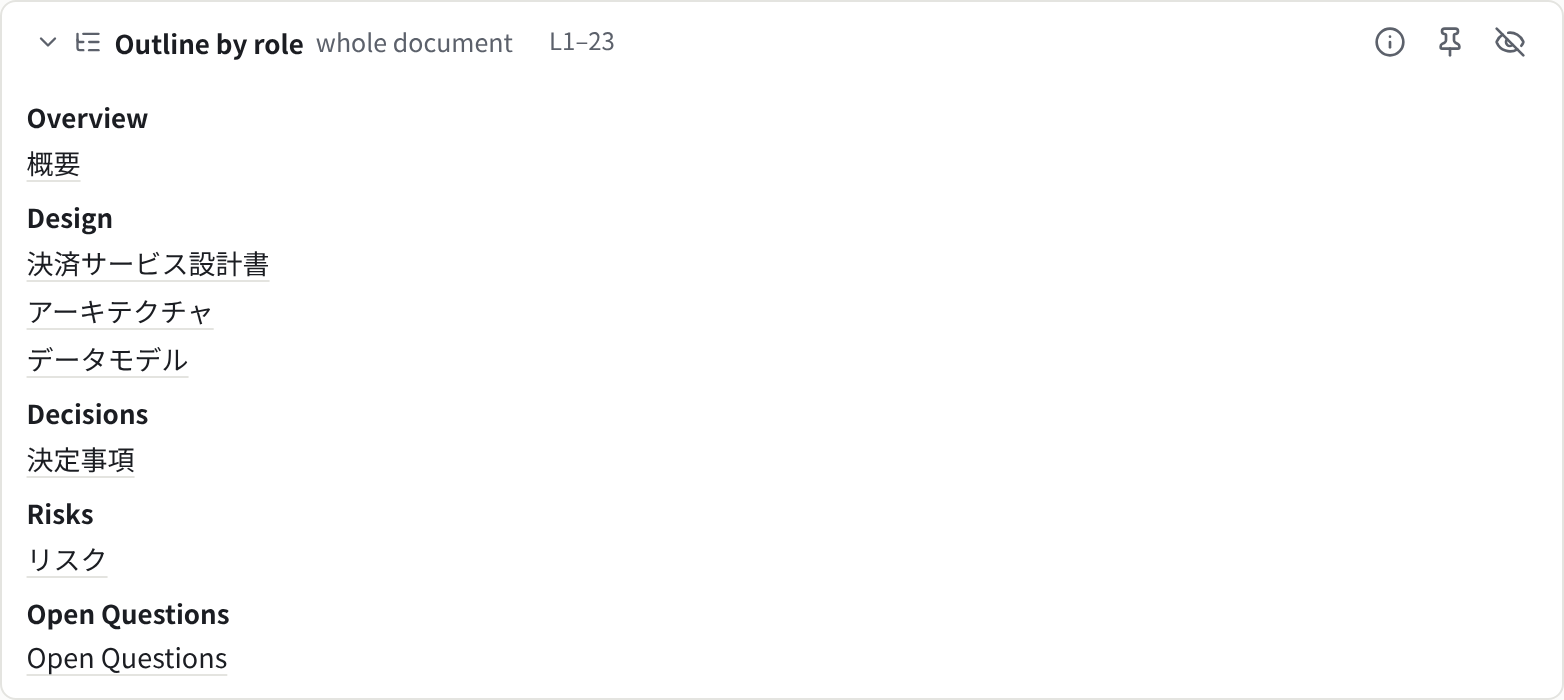 Outline by role whole document L1–23
Overview
概要
Design
決済サービス設計書
アーキテクチャ
データモデル
Decisions
決定事項
Risks
リスク
Open Questions
Open Questions